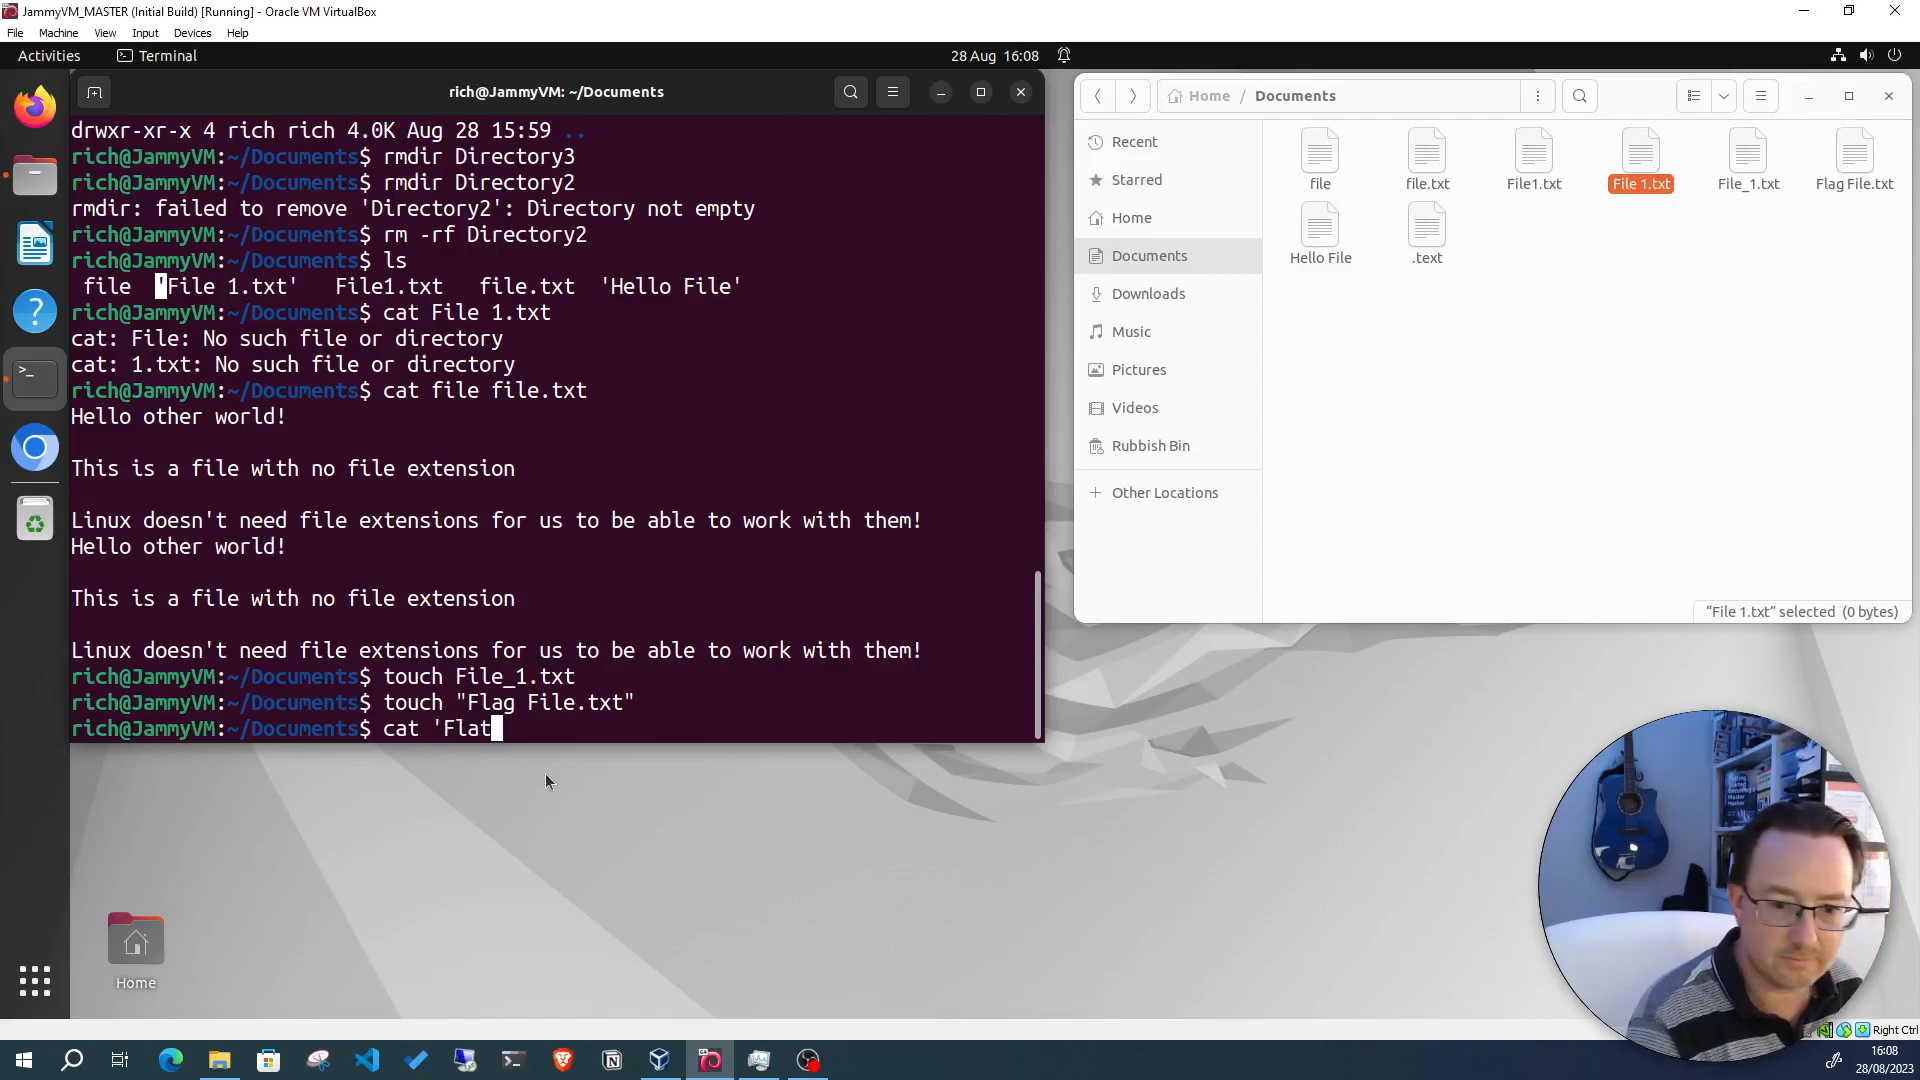 JammyVM_MASTER (Initial Build) [Running] - Oracle VM VirtualBox
File Machine View Input Devices Help
Activities Terminal 28 Aug 16:08
rich@JammyVM: ~/Documents
drwxr-xr-x 4 rich rich 4.0K Aug 28 15:59 ..
rich@JammyVM:~/Documents$ rmdir Directory3
rich@JammyVM:~/Documents$ rmdir Directory2
rmdir: failed to remove 'Directory2': Directory not empty
rich@JammyVM:~/Documents$ rm -rf Directory2
rich@JammyVM:~/Documents$ ls
file 'File 1.txt' File1.txt file.txt 'Hello File'
rich@JammyVM:~/Documents$ cat File 1.txt
cat: File: No such file or directory
cat: 1.txt: No such file or directory
rich@JammyVM:~/Documents$ cat file file.txt
Hello other world!
This is a file with no file extension
Linux doesn't need file extensions for us to be able to work with them!
Hello other world!
This is a file with no file extension
Linux doesn't need file extensions for us to be able to work with them!
rich@JammyVM:~/Documents$ touch File_1.txt
rich@JammyVM:~/Documents$ touch "Flag File.txt"
rich@JammyVM:~/Documents$ cat 'Flat
Home / Documents
Recent
Starred
Home
Documents
Downloads
Music
Pictures
Videos
Rubbish Bin
+ Other Locations
file file.txt File1.txt File 1.txt File_1.txt Flag File.txt
Hello File .text
“File 1.txt” selected (0 bytes)
Home
Right Ctrl
16:08
28/08/2023